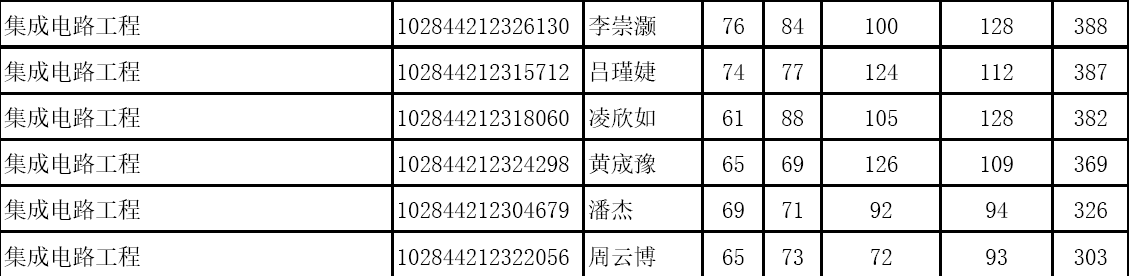 集成电路工程 102844212326130 李崇灏 76 84 100 128 388
集成电路工程 102844212315712 吕瑾婕 74 77 124 112 387
集成电路工程 102844212318060 凌欣如 61 88 105 128 382
集成电路工程 102844212324298 黄宬豫 65 69 126 109 369
集成电路工程 102844212304679 潘杰 69 71 92 94 326
集成电路工程 102844212322056 周云博 65 73 72 93 303